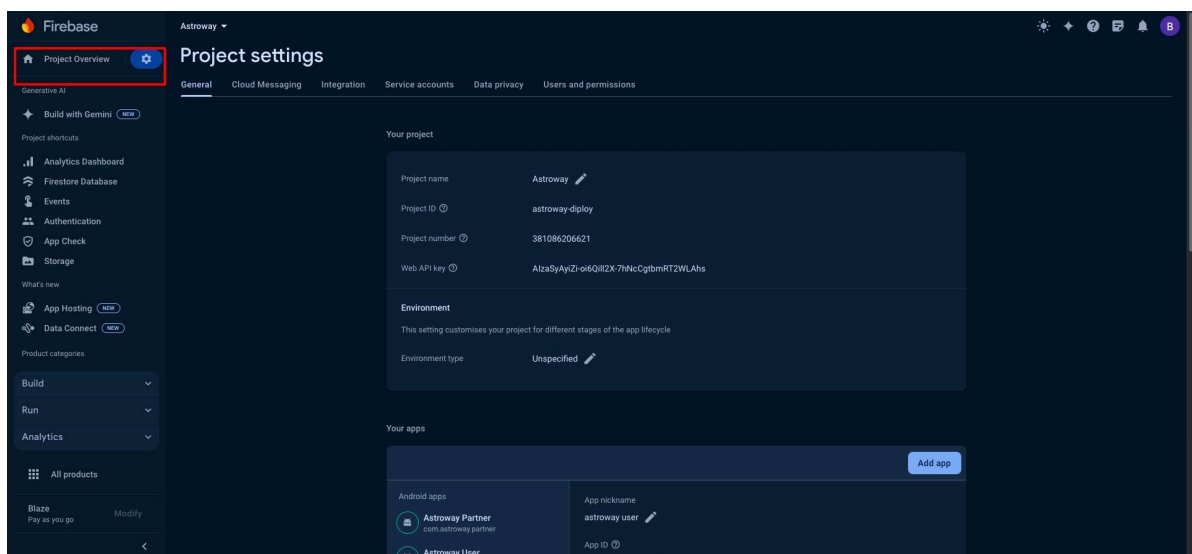 Firebase
Project Overview
Generative AI
Build with Gemini NEW
Project shortcuts
Analytics Dashboard
Firestore Database
Events
Authentication
App Check
Storage
What's new
App Hosting NEW
Data Connect NEW
Product categories
Build
Run
Analytics
All products
Blaze
Pay as you go
Modify
Astroway
B
Project settings
General Cloud Messaging Integration Service accounts Data privacy Users and permissions
Your project
Project name Astroway
Project ID astroway-diploy
Project number 381086206621
Web API key AIzaSyAyiZi-oi6Qill2X-7hNcCgtbmRT2WLAhs
Environment
This setting customises your project for different stages of the app lifecycle
Environment type Unspecified
Your apps
Add app
Android apps
Astroway Partner
com.astroway.partner
Astroway User
App nickname
astroway user
App ID